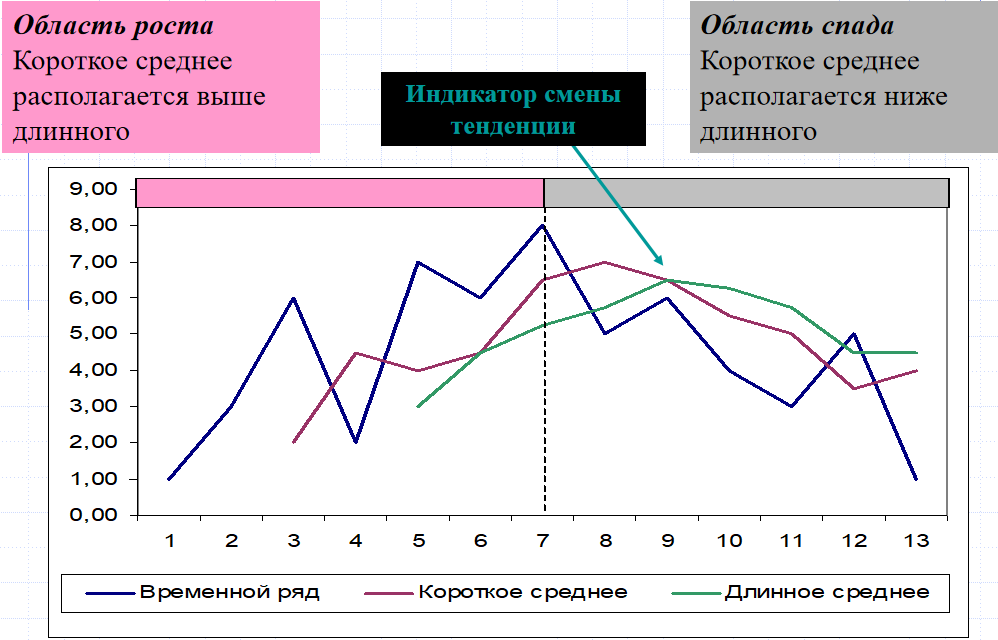 Область роста
Короткое среднее
располагается выше
длинного
Индикатор смены
тенденции
Область спада
Короткое среднее
располагается ниже
длинного
9,00
8,00
7,00
6,00
5,00
4,00
3,00
2,00
1,00
0,00
1 2 3 4 5 6 7 8 9 10 11 12 13
Временной ряд Короткое среднее Длинное среднее